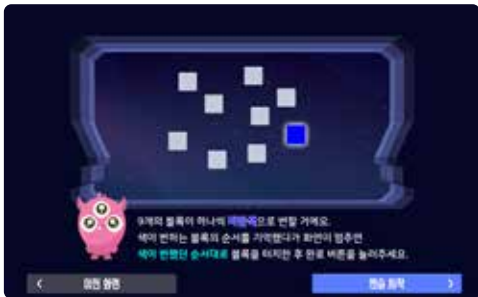 9개의 블록이 하나씩 파란색으로 변할 거예요.
색이 변하는 블록의 순서를 기억했다가 화면이 멈추면
색이 변했던 순서대로 블록을 터치한 후 완료 버튼을 눌러주세요.
이전 화면
연습 시작